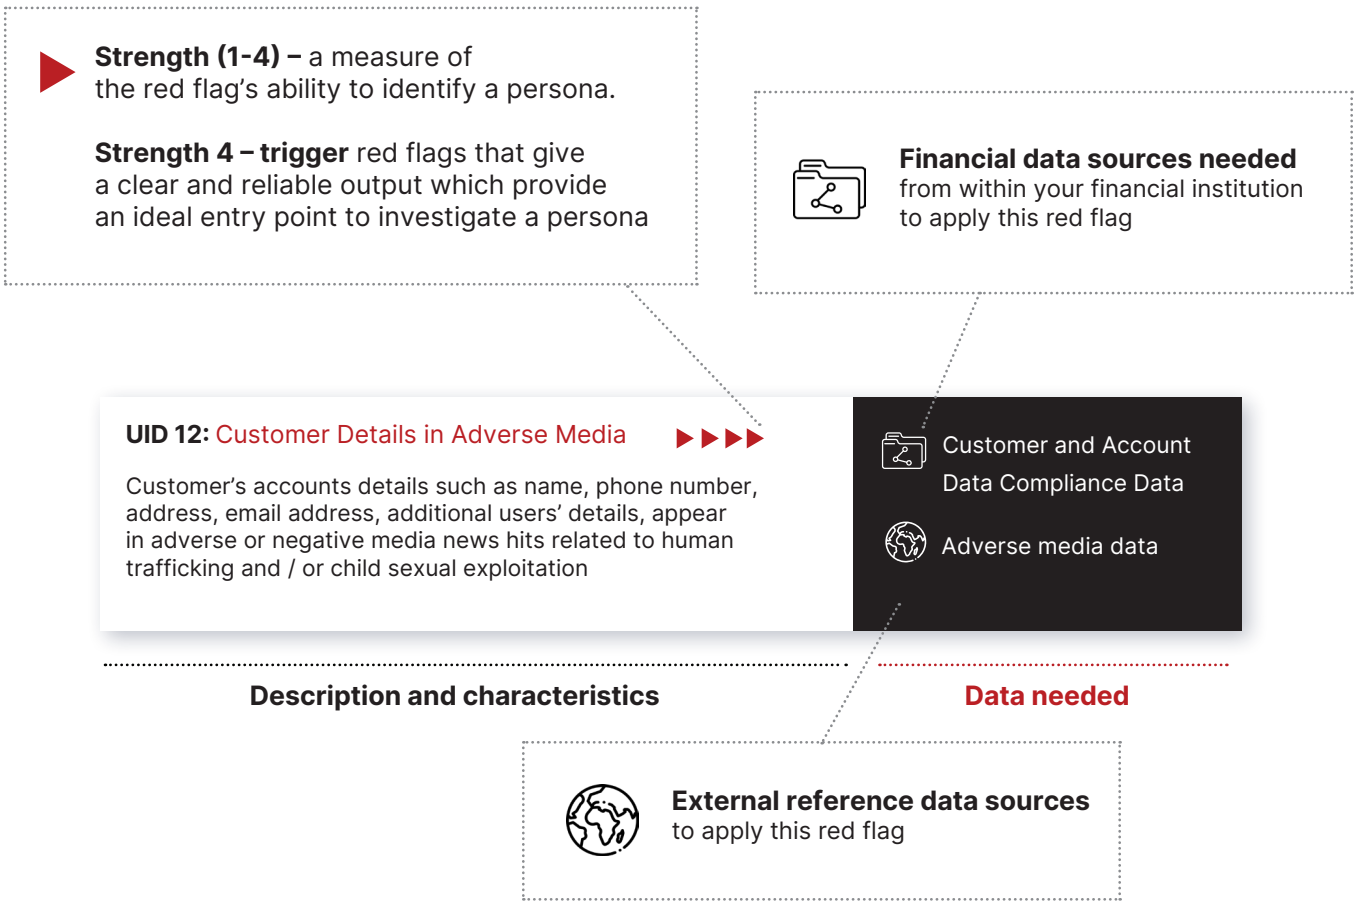 Strength (1-4) – a measure of
the red flag’s ability to identify a persona.
Strength 4 – trigger red flags that give
a clear and reliable output which provide
an ideal entry point to investigate a persona
Financial data sources needed
from within your financial institution
to apply this red flag
UID 12: Customer Details in Adverse Media
Customer’s accounts details such as name, phone number,
address, email address, additional users’ details, appear
in adverse or negative media news hits related to human
trafficking and / or child sexual exploitation
Customer and Account
Data Compliance Data
Adverse media data
Description and characteristics
Data needed
External reference data sources
to apply this red flag